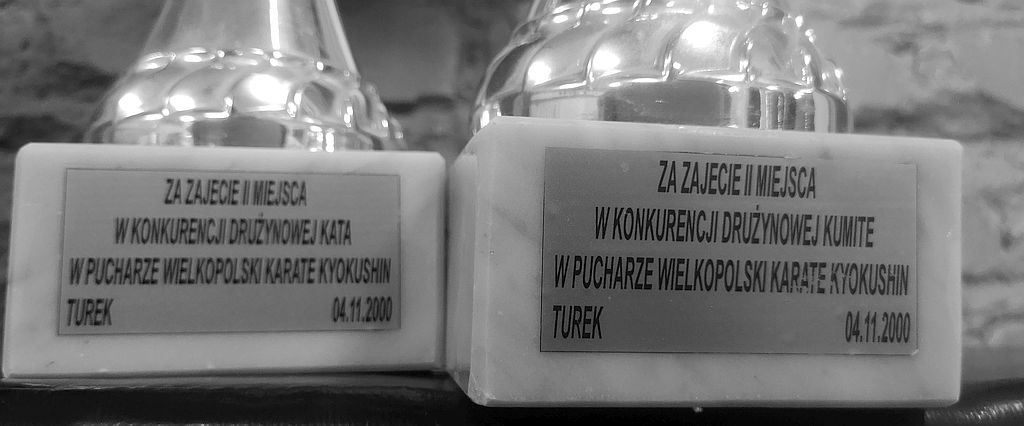 ZA ZAJECIE II MIEJSCA
W KONKURENCJI DRUŻYNOWEJ KATA
W PUCHARZE WIELKOPOLSKI KARATE KYOKUSHIN
TUREK 04.11.2000
ZA ZAJECIE II MIEJSCA
W KONKURENCJI DRUŻYNOWEJ KUMITE
W PUCHARZE WIELKOPOLSKI KARATE KYOKUSHIN
TUREK 04.11.2000